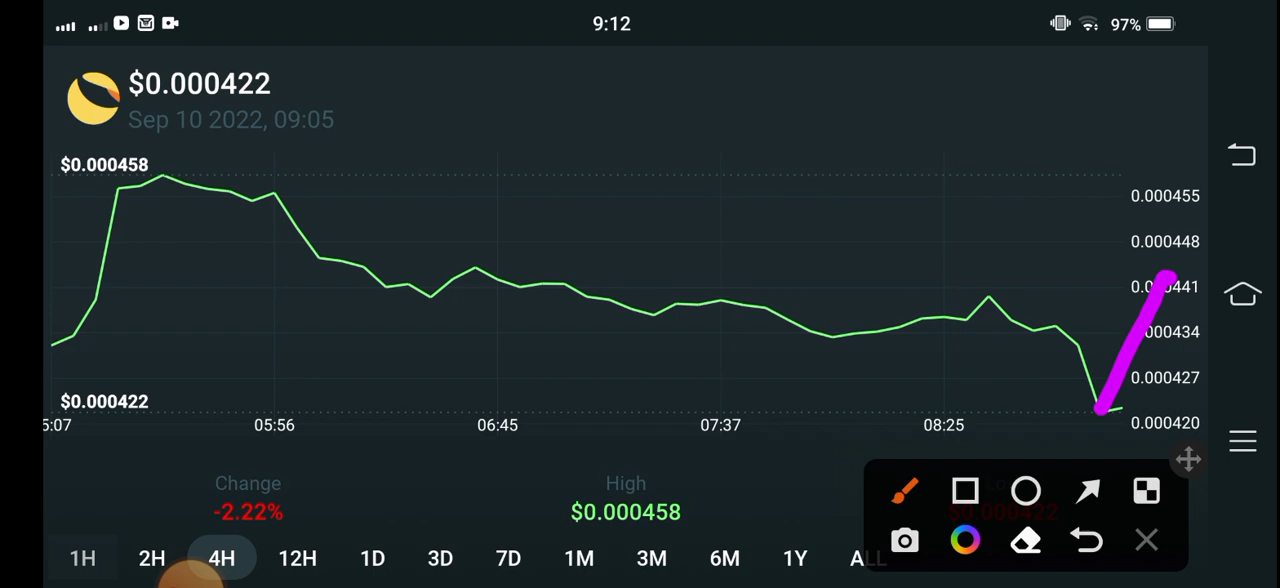 9:12
97%
$0.000422
Sep 10 2022, 09:05
$0.000458
0.000455
0.000448
0.000441
0.000434
0.000427
$0.000422
0.000420
5:07 05:56 06:45 07:37 08:25
Change High
-2.22% $0.000458 $0.000422
1H 2H 4H 12H 1D 3D 7D 1M 3M 6M 1Y ALL